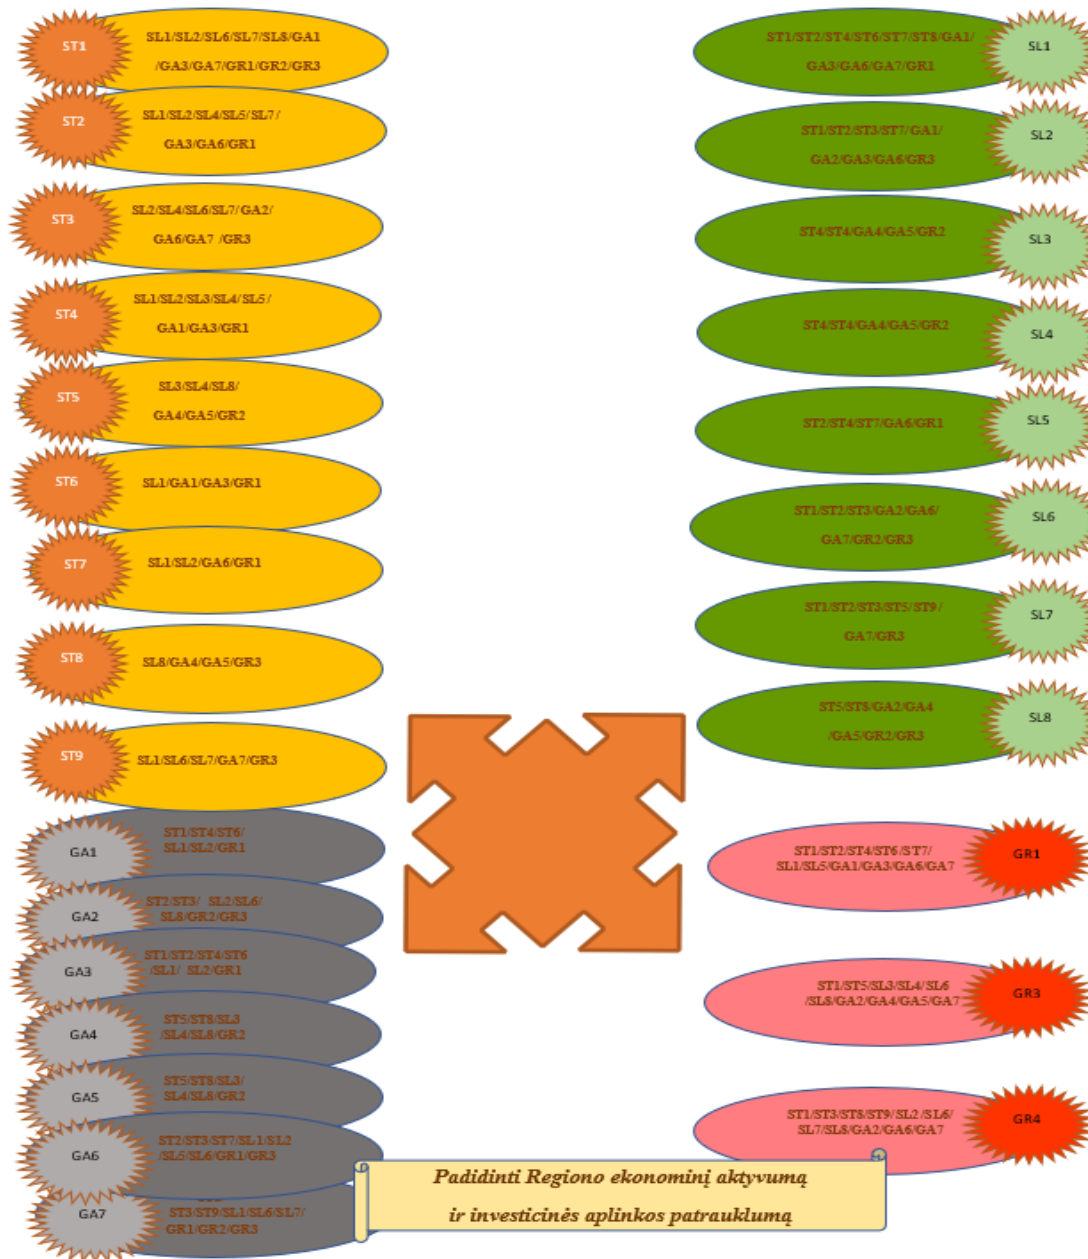 ST1
SL1/SL2/SL6/SL7/SL8/GA1
/GA3/GA7/GR1/GR2/GR3
ST2
SL1/SL2/SL4/SL5/SL7/
GA3/GA6/GR1
ST3
SL2/SL4/SL6/SL7/GA2/
GA6/GA7 /GR3
ST4
SL1/SL2/SL3/SL4/SL5/
GA1/GA3/GR1
ST5
SL3/SL4/SL8/
GA4/GA5/GR2
ST6
SL1/GA1/GA3/GR1
ST7
SL1/SL2/GA6/GR1
ST8
SL8/GA4/GA5/GR3
ST9
SL1/SL6/SL7/GA7/GR3
GA1
ST1/ST4/ST6/
SL1/SL2/GR1
GA2
ST2/ST3/ SL2/SL6/
SL8/GR2/GR3
GA3
ST1/ST2/ST4/ST6
/SL1/ SL2/GR1
GA4
ST5/ST8/SL3
/SL4/SL8/GR2
GA5
ST5/ST8/SL3/
SL4/SL8/GR2
GA6
ST2/ST3/ST7/SL1/SL2
/SL5/SL6/GR1/GR3
GA7
ST3/ST9/SL1/SL6/SL7/
GR1/GR2/GR3
ST1/ST2/ST4/ST6/ST7/ST8/GA1/
GA3/GA6/GA7/GR1
SL1
ST1/ST2/ST3/ST7/GA1/
GA2/GA3/GA6/GR3
SL2
ST4/ST4/GA4/GA5/GR2
SL3
ST4/ST4/GA4/GA5/GR2
SL4
ST2/ST4/ST7/GA6/GR1
SL5
ST1/ST2/ST3/GA2/GA6/
GA7/GR2/GR3
SL6
ST1/ST2/ST3/ST5/ST9/
GA7/GR3
SL7
ST5/ST8/GA2/GA4
/GA5/GR2/GR3
SL8
ST1/ST2/ST4/ST6/ST7/
SL1/SL5/GA1/GA3/GA6/GA7
GR1
ST1/ST5/SL3/SL4/SL6
/SL8/GA2/GA4/GA5/GA7
GR3
ST1/ST3/ST8/ST9/SL2/SL6/
SL7/SL8/GA2/GA6/GA7
GR4
Padidinti Regiono ekonominį aktyvumą
ir investicinės aplinkos patrauklumą